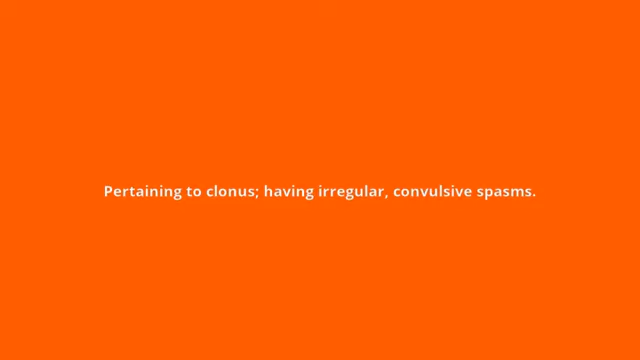 Pertaining to clonus; having irregular, convulsive spasms.